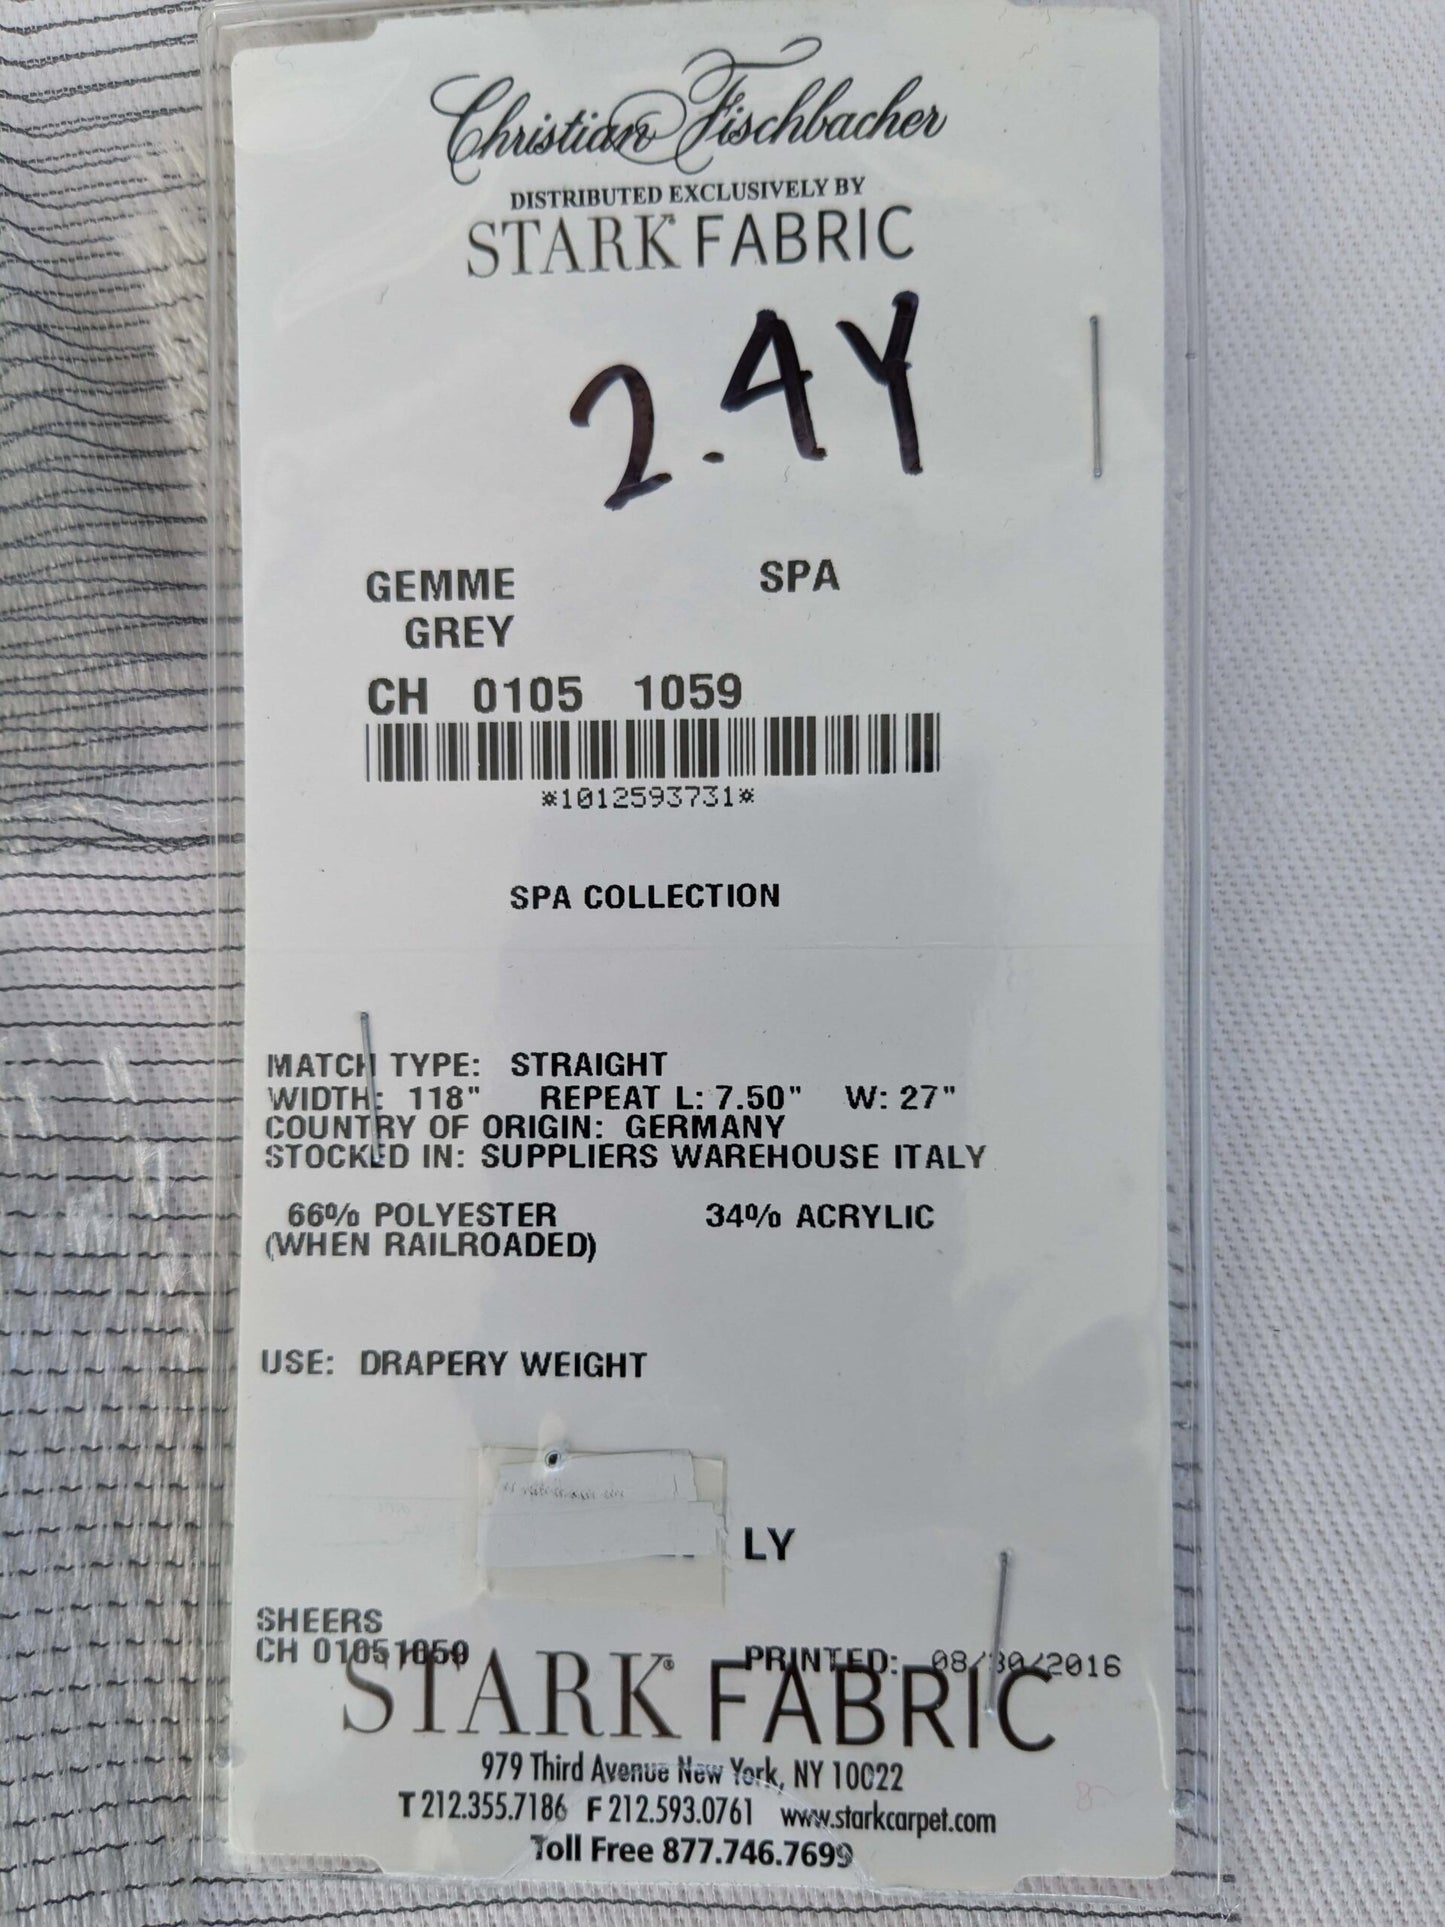 Christian Fischbacher
DISTRIBUTED EXCLUSIVELY BY
STARK® FABRIC
2.4Y
GEMME SPA
GREY
CH 0105 1059
*1012593731*
SPA COLLECTION
MATCH TYPE: STRAIGHT
WIDTH: 118" REPEAT L: 7.50" W: 27"
COUNTRY OF ORIGIN: GERMANY
STOCKED IN: SUPPLIERS WAREHOUSE ITALY
66% POLYESTER 34% ACRYLIC
(WHEN RAILROADED)
USE: DRAPERY WEIGHT
LY
SHEERS
CH 01051059 PRINTED: 08/30/2016
STARK® FABRIC
979 Third Avenue New York, NY 10022
T 212.355.7186 F 212.593.0761 www.starkcarpet.com
Toll Free 877.746.7699